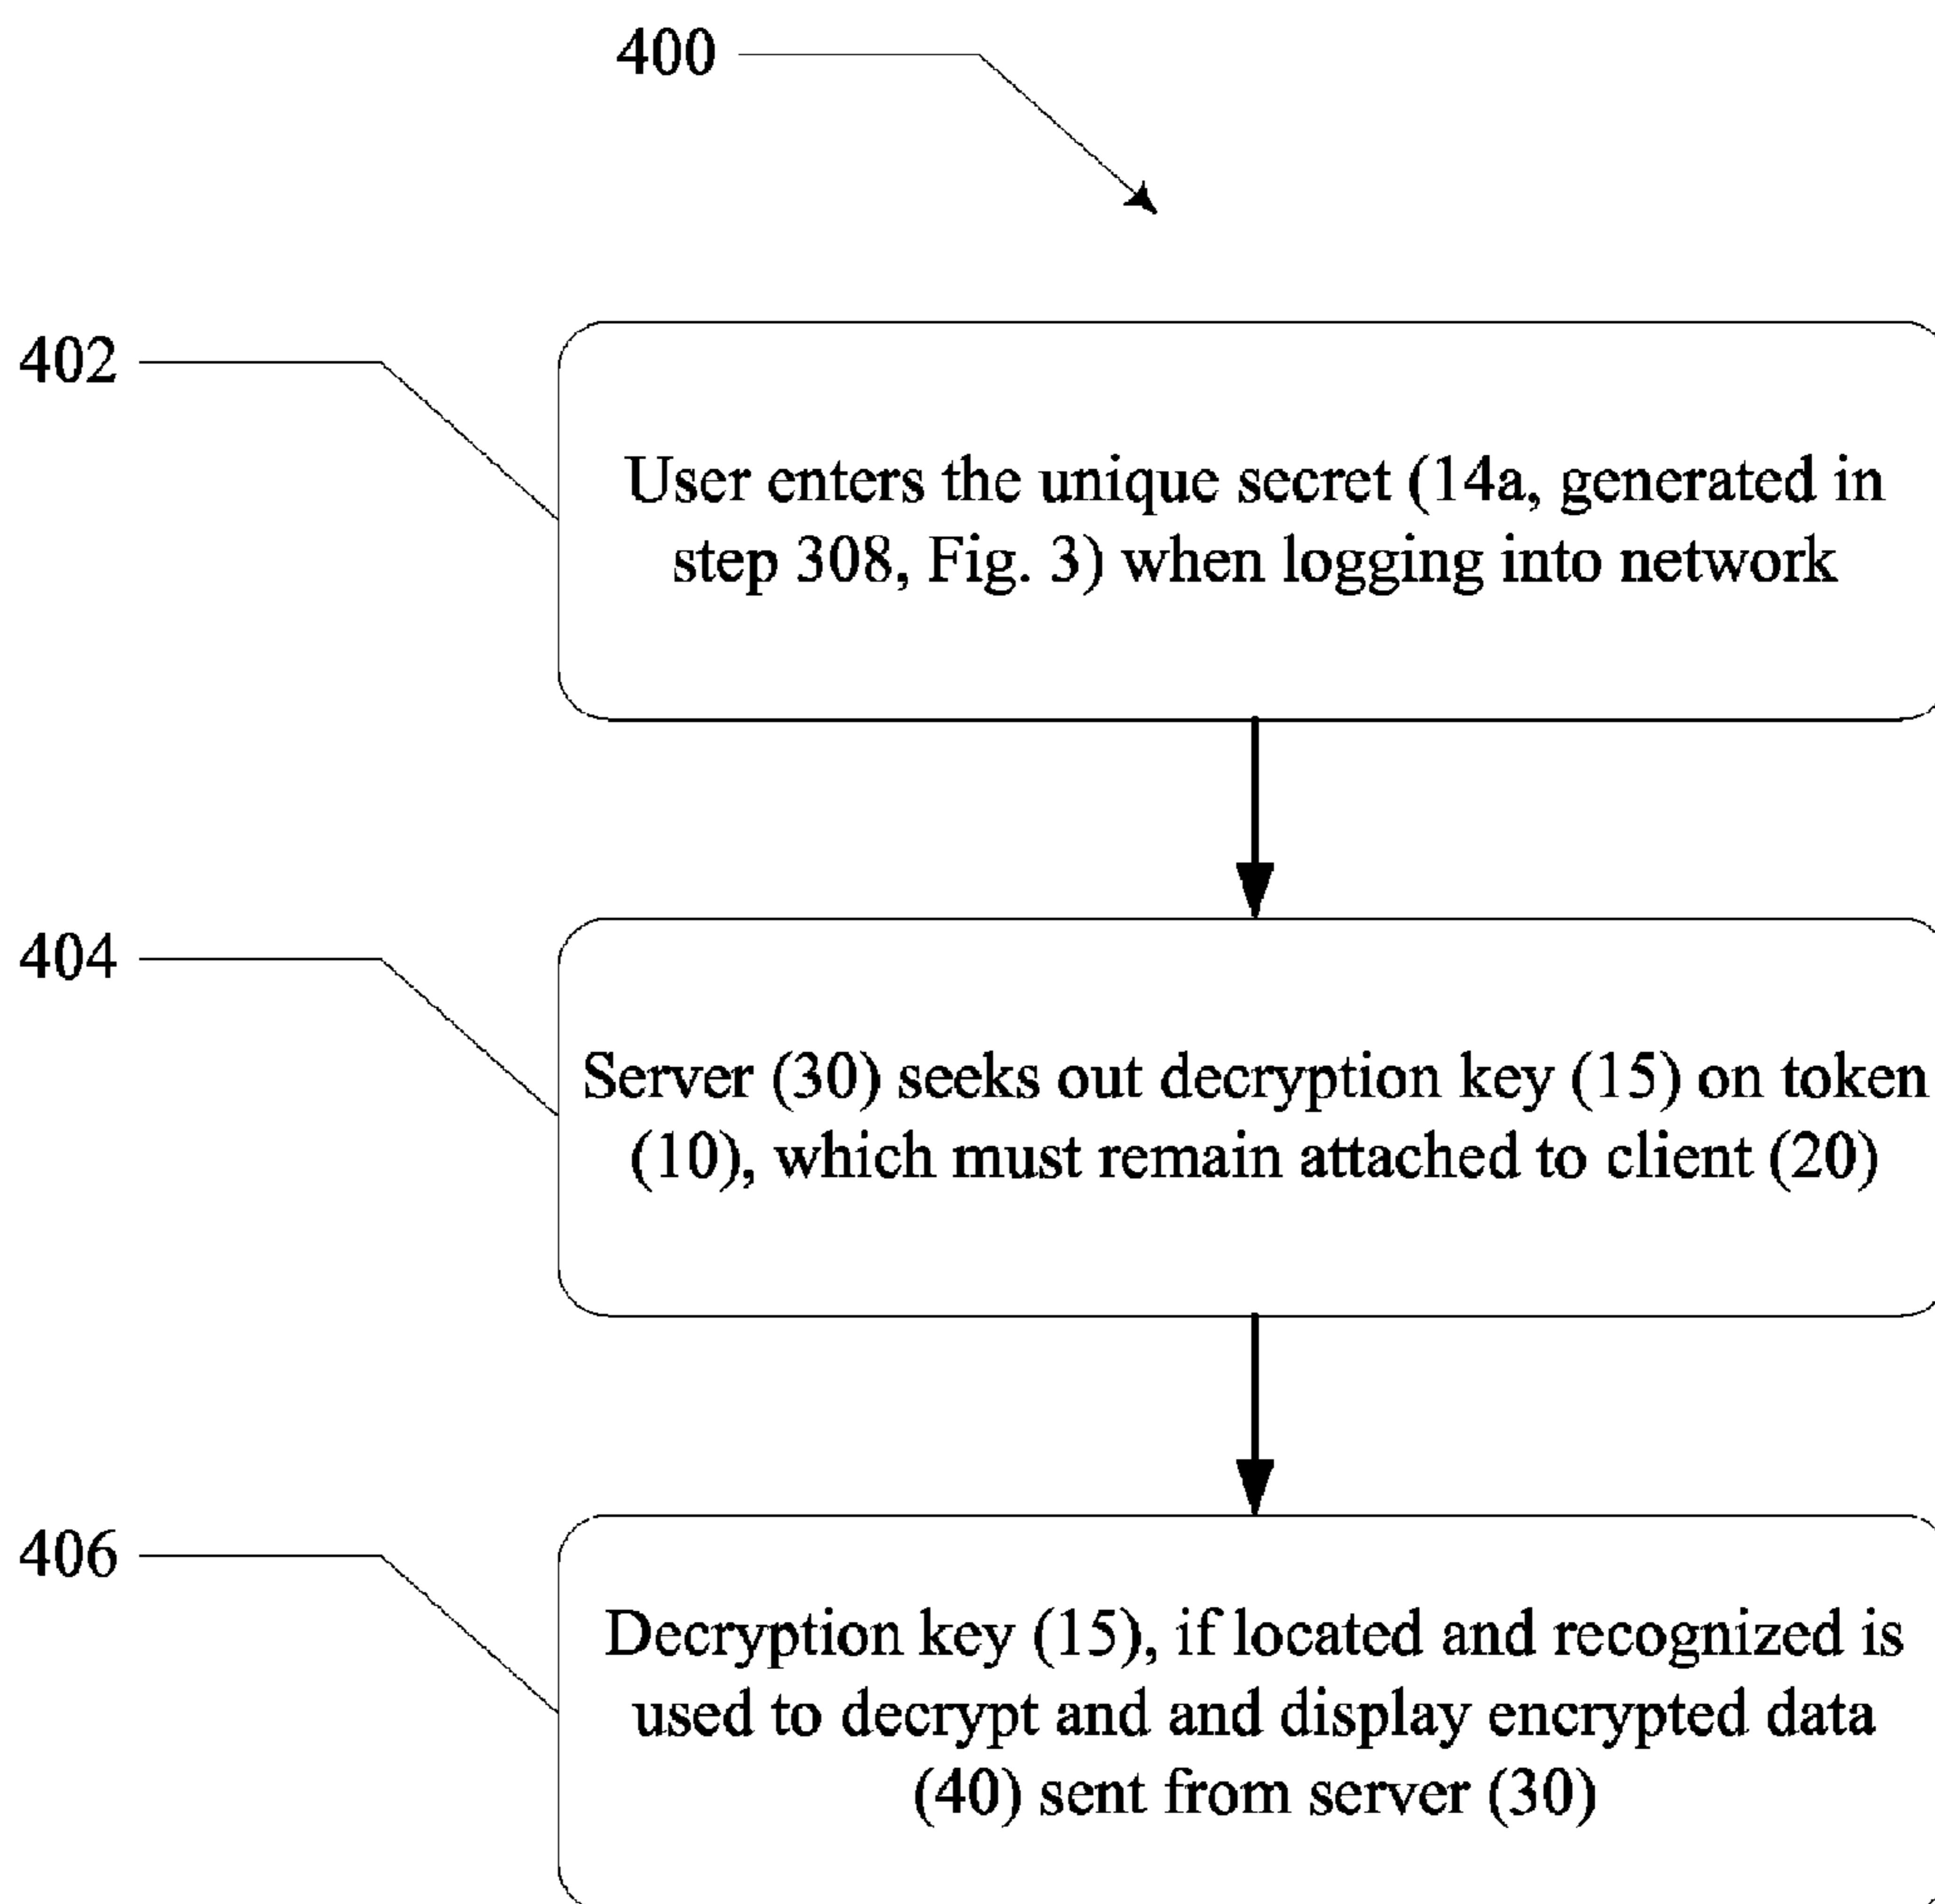 400
402
User enters the unique secret (14a, generated in
step 308, Fig. 3) when logging into network
404
Server (30) seeks out decryption key (15) on token
(10), which must remain attached to client (20)
406
Decryption key (15), if located and recognized is
used to decrypt and and display encrypted data
(40) sent from server (30)